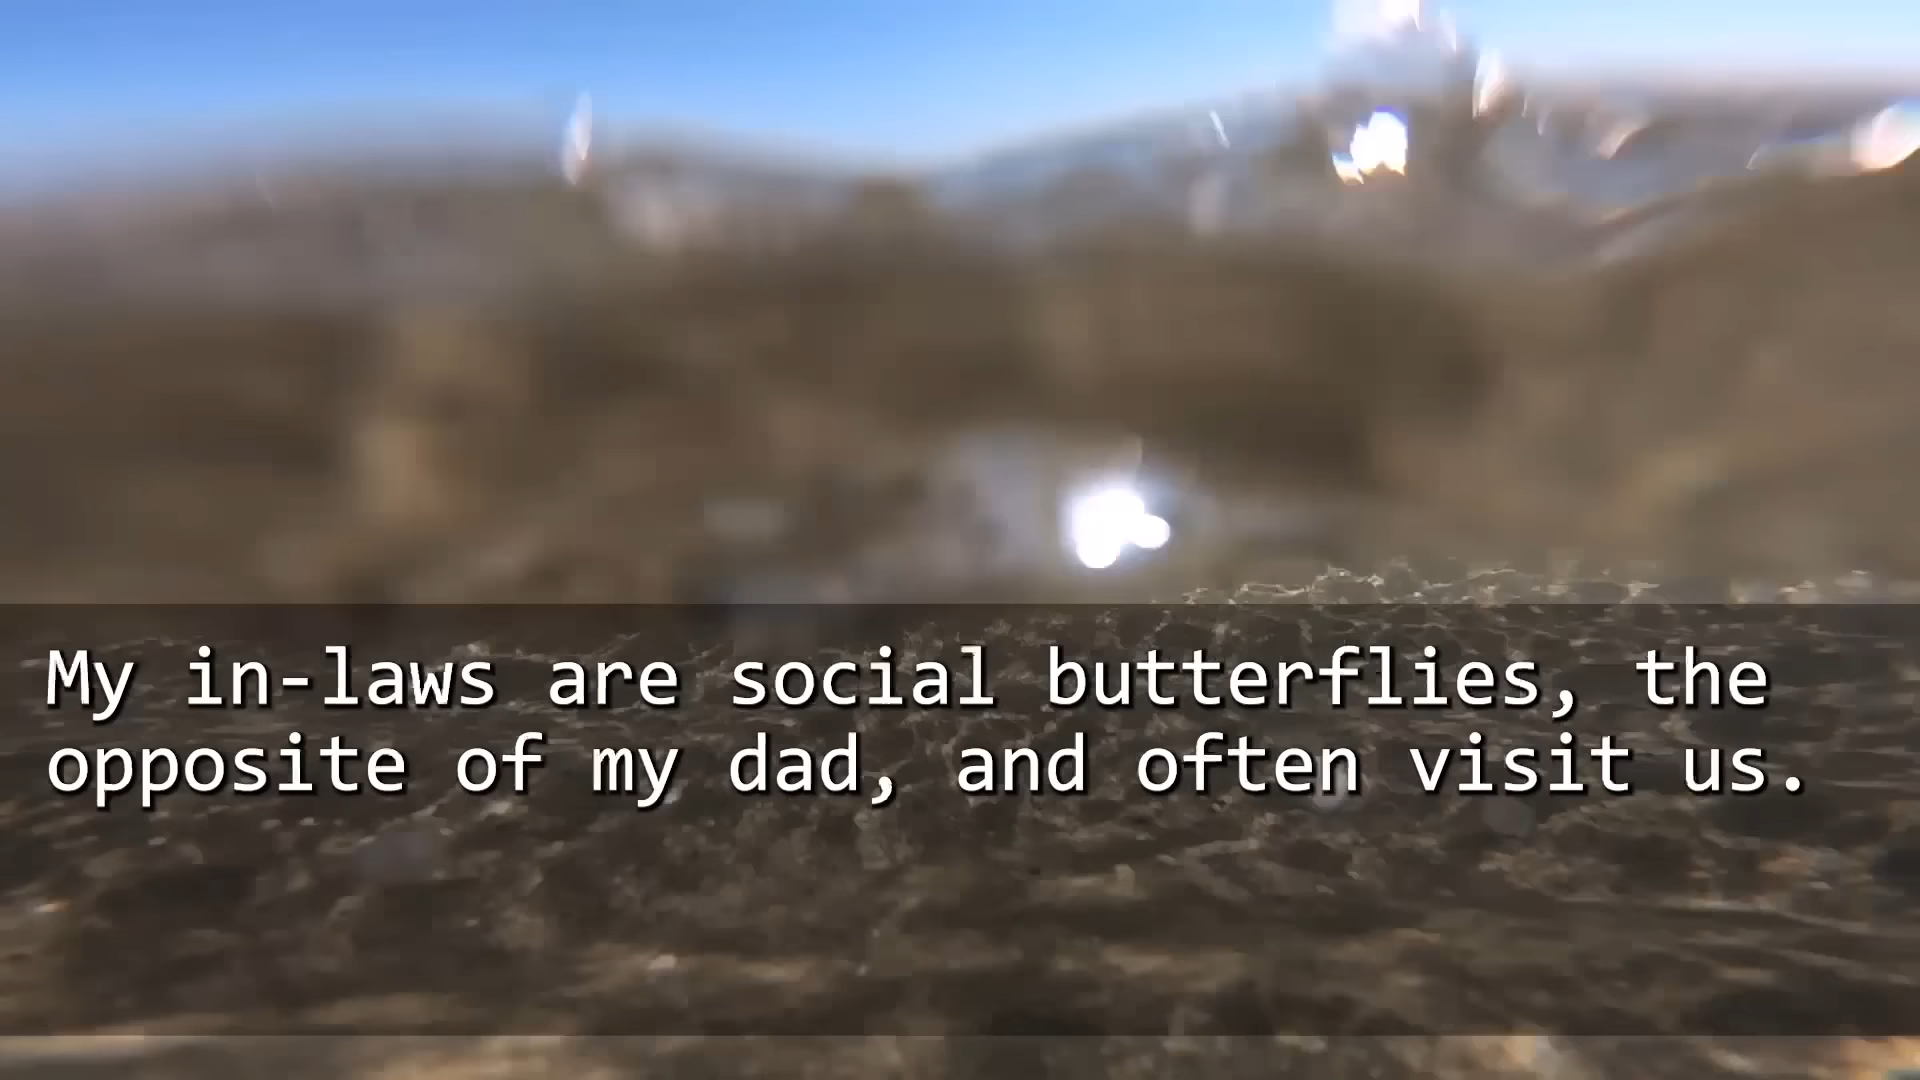 My in-laws are social butterflies, the
opposite of my dad, and often visit us.